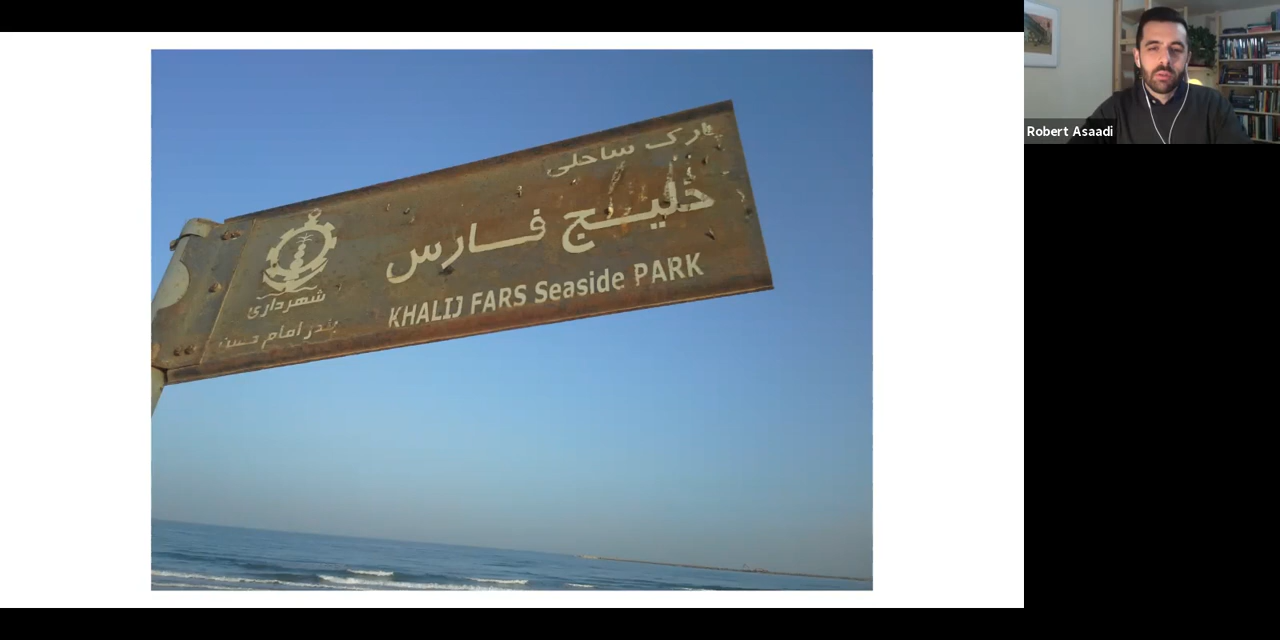 پارک ساحلی
خلیج فارس
KHALIJ FARS Seaside PARK
شهرداری
بندر امام حسن
Robert Asaadi